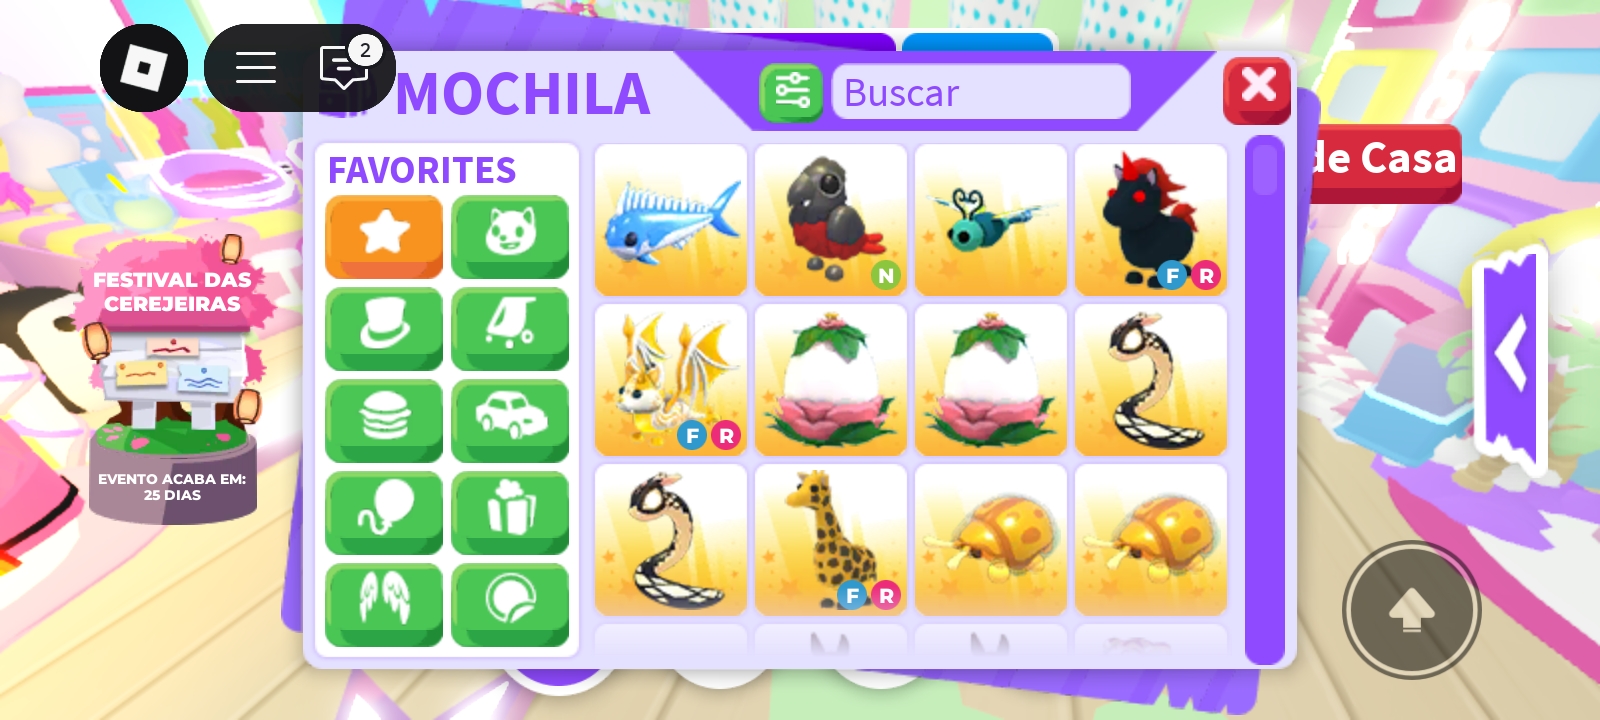 2
MOCHILA
Buscar
de Casa
FAVORITES
N
F R
FESTIVAL DAS
CEREJEIRAS
F R
EVENTO ACABA EM:
25 DIAS
F R